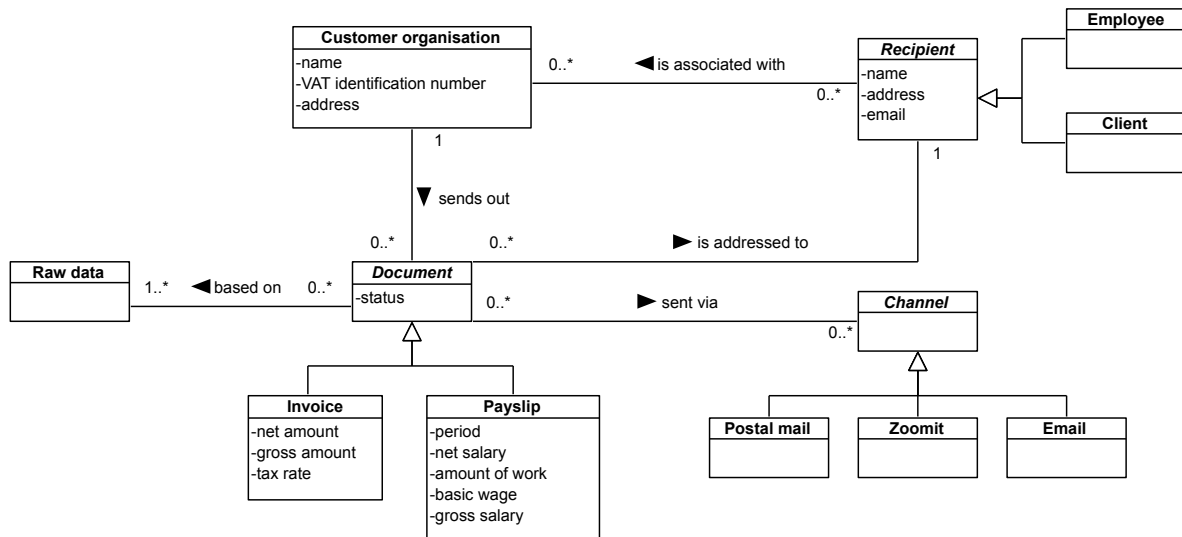 Customer organisation
-name
-VAT identification number
-address
0..*
◄ is associated with
0..*
Recipient
-name
-address
-email
Employee
Client
1
▼ sends out
0..*
1
0..*
► is addressed to
Raw data
1..*
◄ based on
0..*
Document
-status
0..*
► sent via
0..*
Channel
Invoice
-net amount
-gross amount
-tax rate
Payslip
-period
-net salary
-amount of work
-basic wage
-gross salary
Postal mail
Zoomit
Email